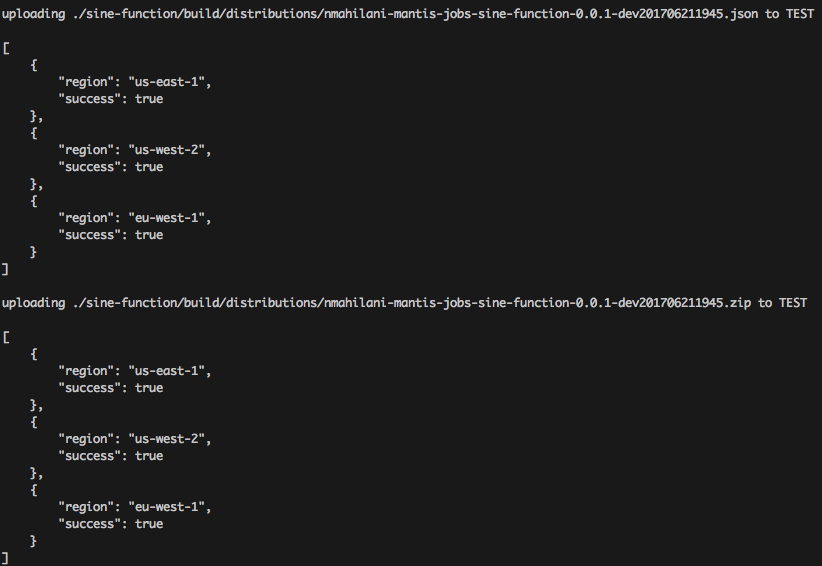 uploading ./sine-function/build/distributions/nmahilani-mantis-jobs-sine-function-0.0.1-dev201706211945.json to TEST
[
    {
        "region": "us-east-1",
        "success": true
    },
    {
        "region": "us-west-2",
        "success": true
    },
    {
        "region": "eu-west-1",
        "success": true
    }
]
uploading ./sine-function/build/distributions/nmahilani-mantis-jobs-sine-function-0.0.1-dev201706211945.zip to TEST
[
    {
        "region": "us-east-1",
        "success": true
    },
    {
        "region": "us-west-2",
        "success": true
    },
    {
        "region": "eu-west-1",
        "success": true
    }
]